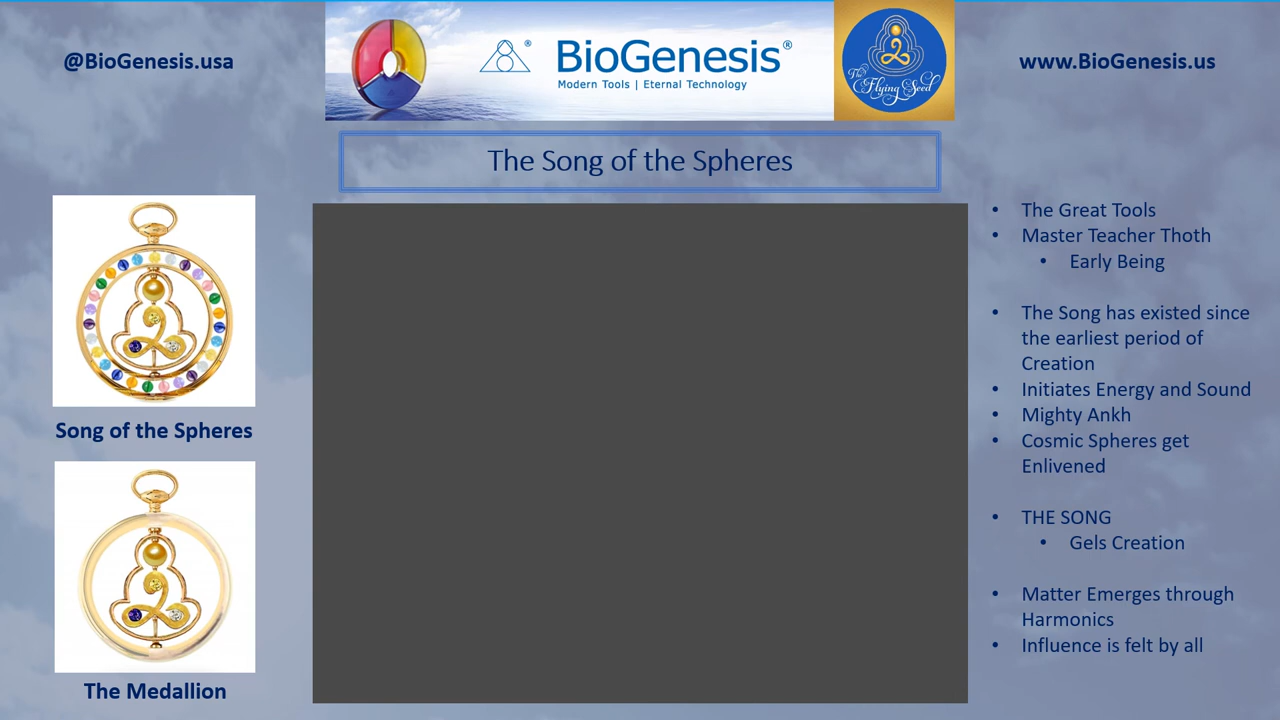 @BioGenesis.usa
BioGenesis®
Modern Tools | Eternal Technology
The Flying Seed
www.BioGenesis.us
The Song of the Spheres
Song of the Spheres
The Medallion
• The Great Tools
• Master Teacher Thoth
• Early Being
• The Song has existed since
the earliest period of
Creation
• Initiates Energy and Sound
• Mighty Ankh
• Cosmic Spheres get
Enlivened
• THE SONG
• Gels Creation
• Matter Emerges through
Harmonics
• Influence is felt by all